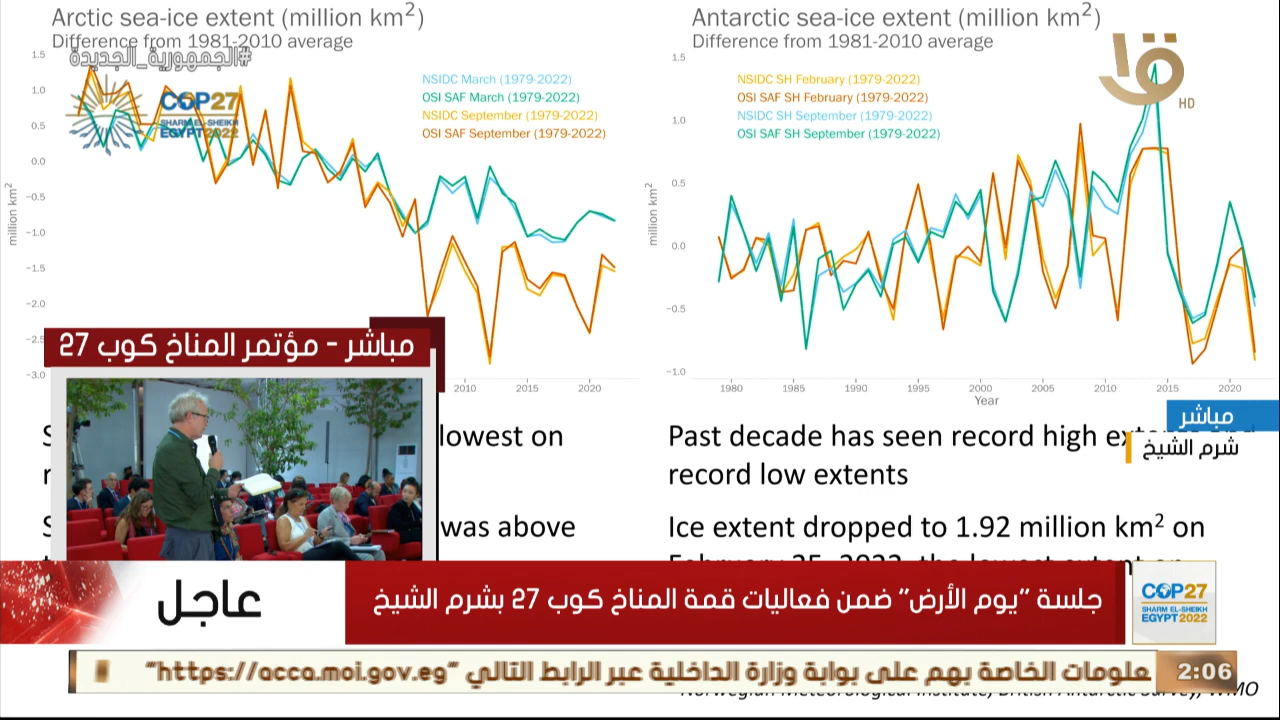 Arctic sea-ice extent (million km²)
Difference from 1981-2010 average
#الجمهورية_الجديدة
COP27
SHARM EL-SHEIKH
EGYPT2022
NSIDC March (1979-2022)
OSI SAF March (1979-2022)
NSIDC September (1979-2022)
OSI SAF September (1979-2022)
1.5
1.0
0.5
0.0
−0.5
−1.0
−1.5
−2.0
−3.0
million km²
2010 2015 2020
Antarctic sea-ice extent (million km²)
Difference from 1981-2010 average
HD
NSIDC SH February (1979-2022)
OSI SAF SH February (1979-2022)
NSIDC SH September (1979-2022)
OSI SAF SH September (1979-2022)
1.5
1.0
0.5
0.0
−0.5
−1.0
million km²
1980 1985 1990 1995 2000 2005 2010 2015 2020
Year
مباشر - مؤتمر المناخ كوب 27
lowest on
was above
Past decade has seen record high
record low extents
Ice extent dropped to 1.92 million km² on
مباشر
شرم الشيخ
عاجل
جلسة "يوم الأرض" ضمن فعاليات قمة المناخ كوب 27 بشرم الشيخ
COP27
SHARM EL-SHEIKH
EGYPT2022
علومات الخاصة بهم على بوابة وزارة الداخلية عبر الرابط التالي "https://acca.moi.gov.eg"
2:06
Norwegian Meteorological Institute, British Antarctic Survey, WMO